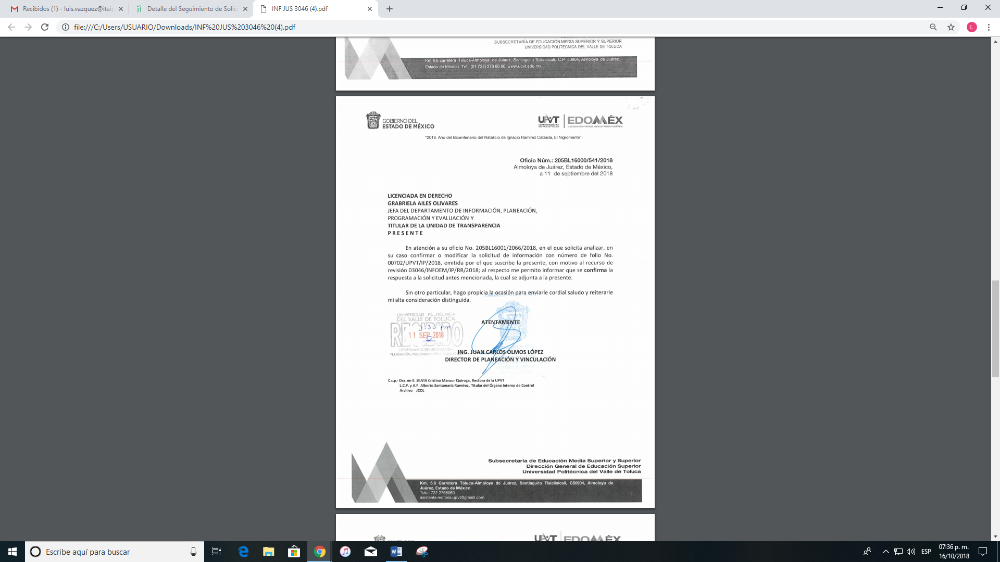 Recibidos (1) - luis.vazquez@itaip
Detalle del Seguimiento de Solici
INF JUS 3046 (4).pdf
file:///C:/Users/USUARIO/Downloads/INF%20JUS%203046%20(4).pdf
L
SUBSECRETARÍA DE EDUCACIÓN MEDIA SUPERIOR Y SUPERIOR
UNIVERSIDAD POLITÉCNICA DEL VALLE DE TOLUCA
Km 5.6 carretera Toluca-Almoloya de Juárez, Santiaguito Tlalcilalcali, C.P 50904, Almoloya de Juárez.
Estado de México. Tel.: (01 722) 276 60 60. www.upvt.edu.mx
GOBIERNO DEL
ESTADO DE MÉXICO
UPVT
UNIVERSIDAD POLITÉCNICA
DEL VALLE DE TOLUCA
EDOMÉX
DECISIONES FIRMES, RESULTADOS FUERTES.
"2018. Año del Bicentenario del Natalicio de Ignacio Ramírez Calzada, El Nigromante".
Oficio Núm.: 205BL16000/541/2018
Almoloya de Juárez, Estado de México,
a 11 de septiembre del 2018
LICENCIADA EN DERECHO
GRABRIELA AILES OLIVARES
JEFA DEL DEPARTAMENTO DE INFORMACIÓN, PLANEACIÓN,
PROGRAMACIÓN Y EVALUACIÓN Y
TITULAR DE LA UNIDAD DE TRANSPARENCIA
P R E S E N T E
En atención a su oficio No. 205BL16001/2066/2018, en el que solicita analizar, en
su caso confirmar o modificar la solicitud de información con número de folio No.
00702/UPVT/IP/2018, emitida por el que suscribe la presente, con motivo al recurso de
revisión 03046/INFOEM/IP/RR/2018; al respecto me permito informar que se confirma la
respuesta a la solicitud antes mencionada, la cual se adjunta a la presente.
Sin otro particular, hago propicia la ocasión para enviarle cordial saludo y reiterarle
mi alta consideración distinguida.
UNIVERSIDAD POLITECNICA
DEL VALLE DE TOLUCA
RECIBIDO
3:35 PM
11 SEP 2018
DEPARTAMENTO DE INFORMACIÓN
PLANEACIÓN, PROGRAMACIÓN Y EVALUACIÓN
ATENTAMENTE
ING. JUAN CARLOS OLMOS LÓPEZ
DIRECTOR DE PLANEACIÓN Y VINCULACIÓN
C.c.p.- Dra. en E. SILVIA Cristina Manzur Quiroga, Rectora de la UPVT
L.C.P. y A.P. Alberto Santamaría Ramírez, Titular del Órgano Interno de Control
Archivo JCOL
Subsecretaría de Educación Media Superior y Superior
Dirección General de Educación Superior
Universidad Politécnica del Valle de Toluca
Km. 5.6 Carretera Toluca-Almoloya de Juárez, Santiaguito Tlalcilalcali, C50904, Almoloya de
Juárez, Estado de México.
Tels.: 722 2766060
asistente.rectoria.upvt@gmaill.com
UPVT
EDOMÉX
Escribe aquí para buscar
ESP
07:36 p. m.
16/10/2018